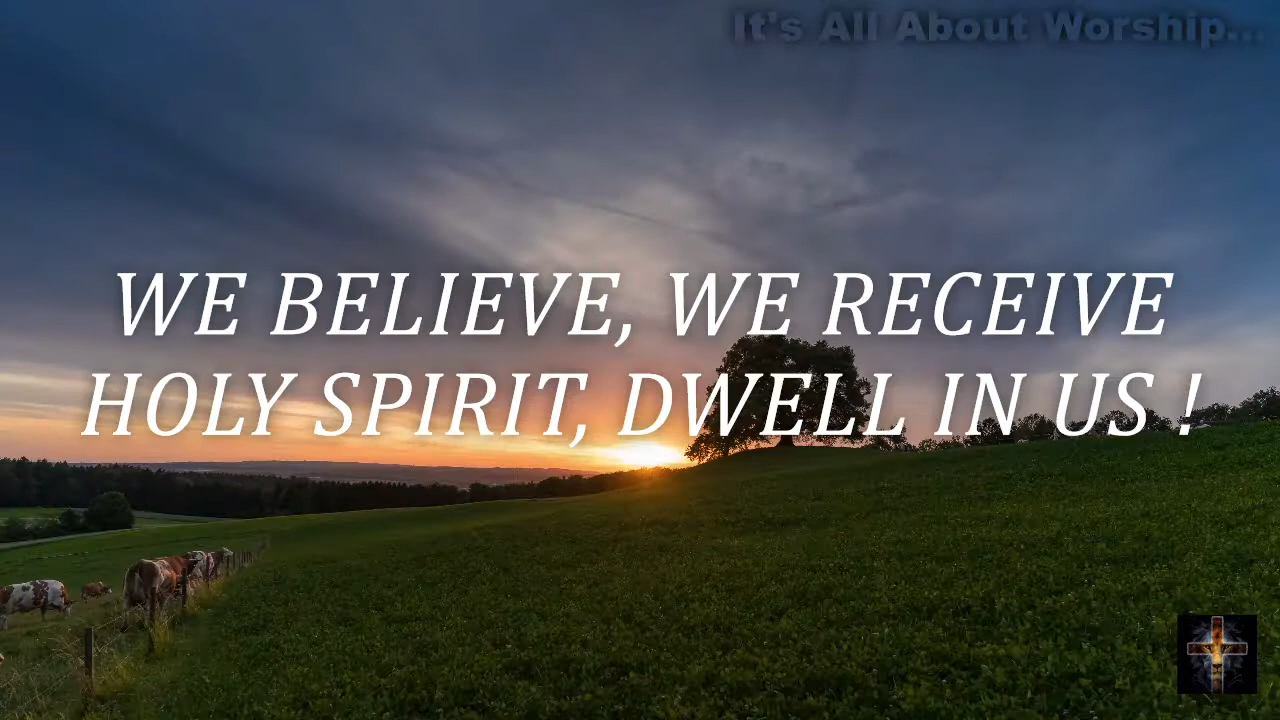 It's All About Worship...
WE BELIEVE, WE RECEIVE
HOLY SPIRIT, DWELL IN US !